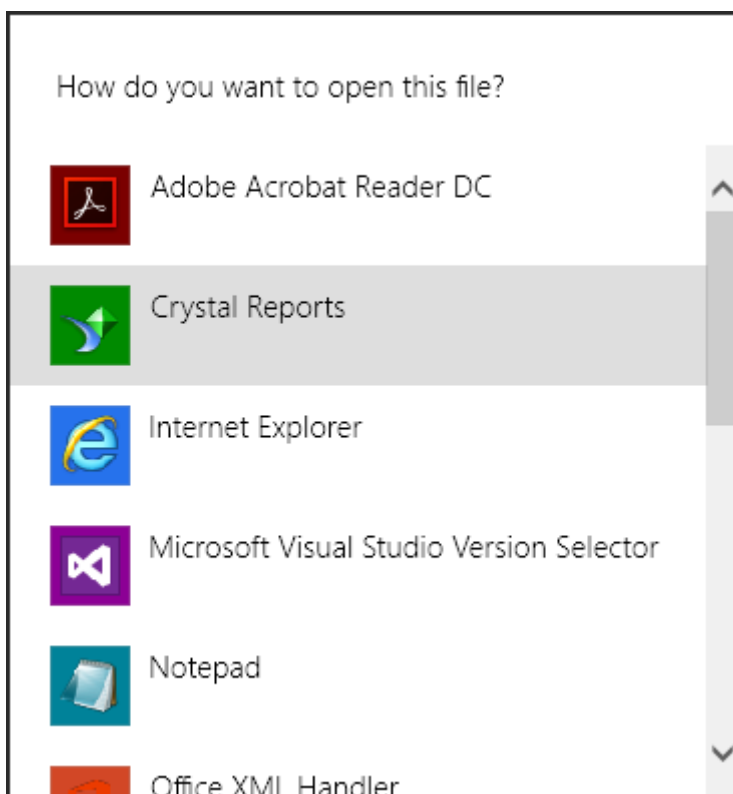 How do you want to open this file?
Adobe Acrobat Reader DC
Crystal Reports
Internet Explorer
Microsoft Visual Studio Version Selector
Notepad
Office XML Handler